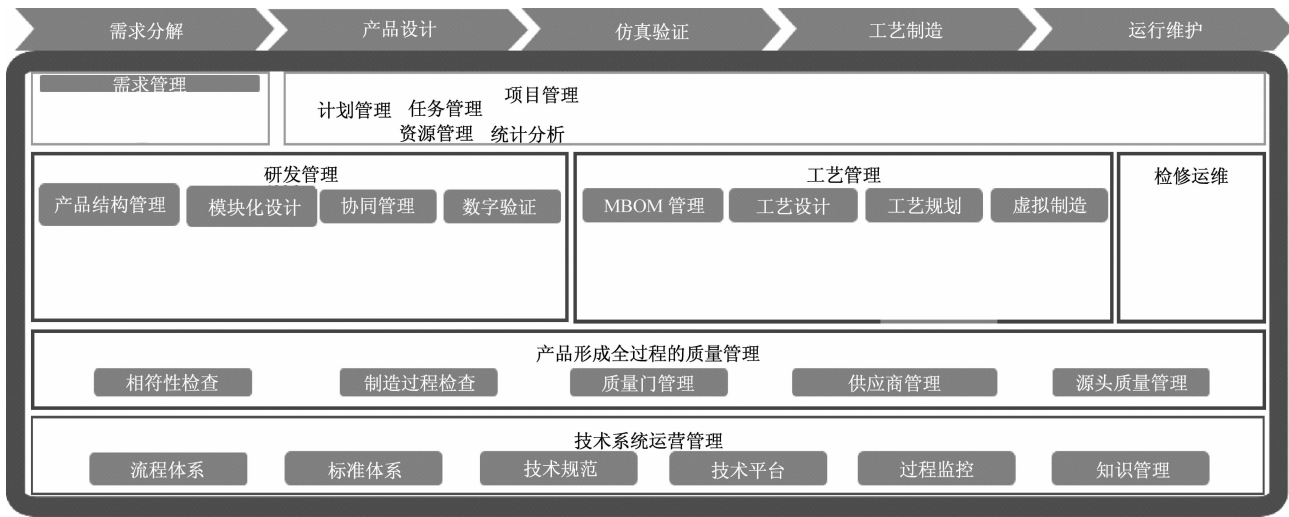 需求分解 产品设计 仿真验证 工艺制造 运行维护
需求管理
项目管理
计划管理 任务管理
资源管理 统计分析
研发管理
产品结构管理 模块化设计 协同管理 数字验证
工艺管理
MBOM 管理 工艺设计 工艺规划 虚拟制造
检修运维
产品形成全过程的质量管理
相符性检查 制造过程检查 质量门管理 供应商管理 源头质量管理
技术系统运营管理
流程体系 标准体系 技术规范 技术平台 过程监控 知识管理